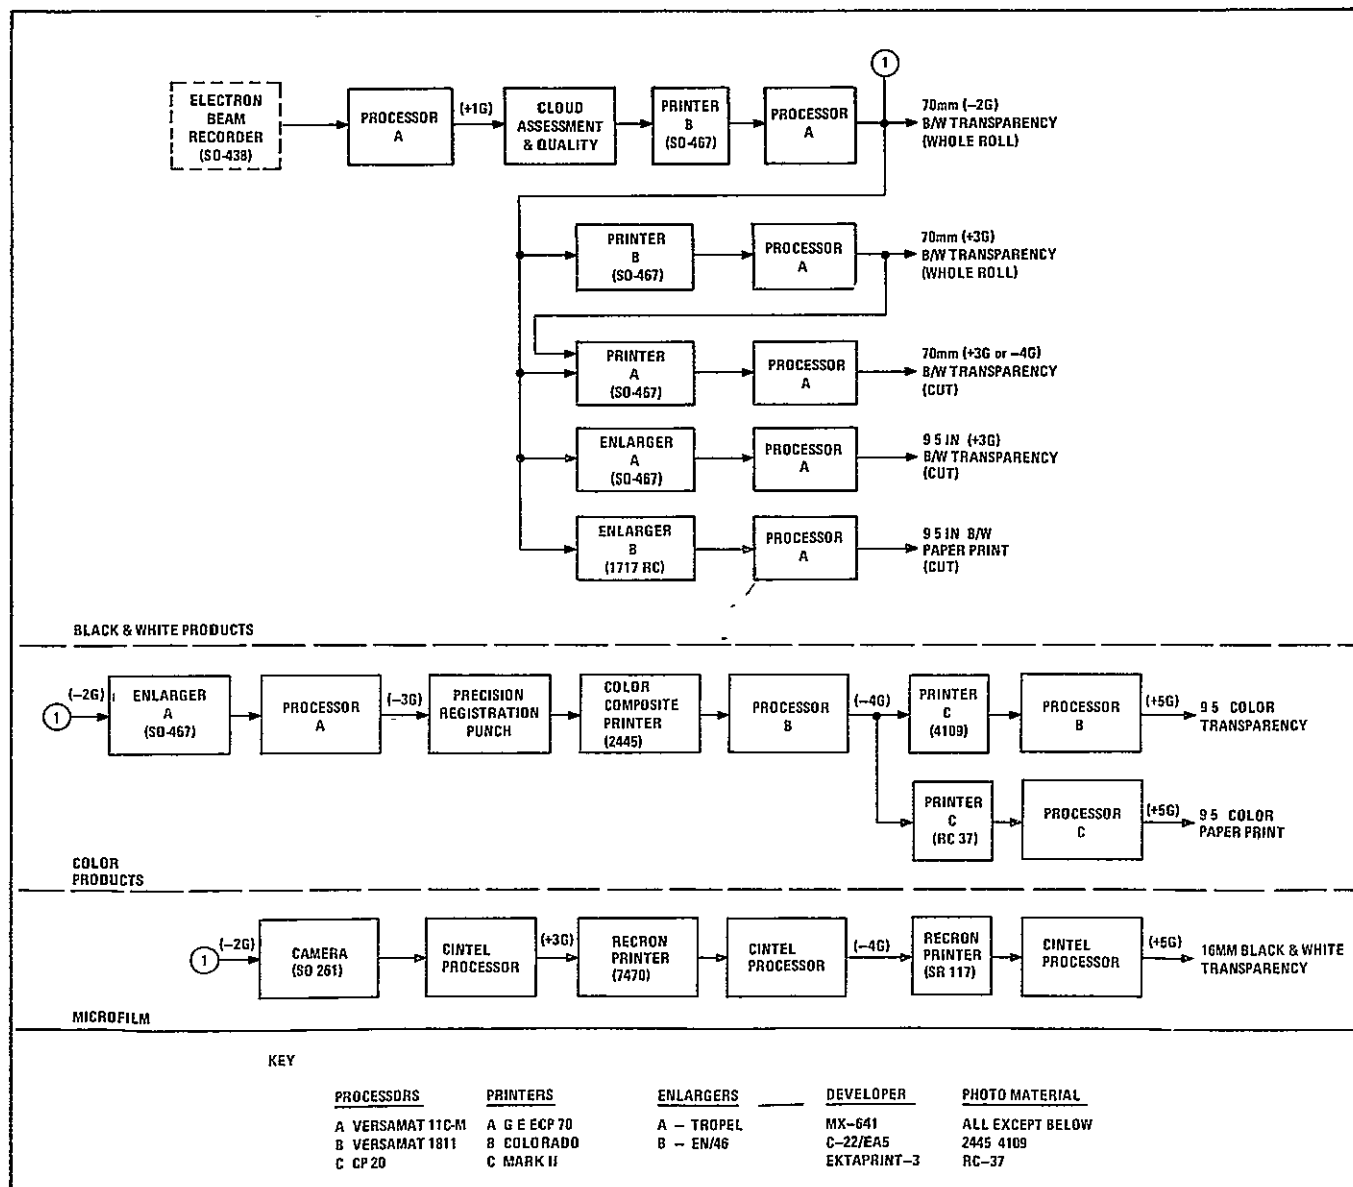 1
ELECTRON
BEAM
RECORDER
(SO-438)
PROCESSOR
A
(+1G)
CLOUD
ASSESSMENT
& QUALITY
PRINTER
B
(SO-467)
PROCESSOR
A
70mm (-2G)
B/W TRANSPARENCY
(WHOLE ROLL)
PRINTER
B
(SO-467)
PROCESSOR
A
70mm (+3G)
B/W TRANSPARENCY
(WHOLE ROLL)
PRINTER
A
(SO-467)
PROCESSOR
A
70mm (+3G or -4G)
B/W TRANSPARENCY
(CUT)
ENLARGER
A
(SO-467)
PROCESSOR
A
9 5 IN (+3G)
B/W TRANSPARENCY
(CUT)
ENLARGER
B
(1717 RC)
PROCESSOR
A
9 5 IN B/W
PAPER PRINT
(CUT)
BLACK & WHITE PRODUCTS
1
(-2G)
ENLARGER
A
(SO-467)
PROCESSOR
A
(-3G)
PRECISION
REGISTRATION
PUNCH
COLOR
COMPOSITE
PRINTER
(2445)
PROCESSOR
B
(-4G)
PRINTER
C
(4109)
PROCESSOR
B
(+5G)
9 5 COLOR
TRANSPARENCY
PRINTER
C
(RC 37)
PROCESSOR
C
(+5G)
9 5 COLOR
PAPER PRINT
COLOR
PRODUCTS
1
(-2G)
CAMERA
(SO 261)
CINTEL
PROCESSOR
(+3G)
RECRON
PRINTER
(7470)
CINTEL
PROCESSOR
(-4G)
RECRON
PRINTER
(SR 117)
CINTEL
PROCESSOR
(+5G)
16MM BLACK & WHITE
TRANSPARENCY
MICROFILM
KEY
PROCESSORS
A VERSAMAT 11C-M
B VERSAMAT 1811
C CP 20
PRINTERS
A G E ECP 70
B COLORADO
C MARK II
ENLARGERS
A - TROPEL
B - EN/46
DEVELOPER
MX-641
C-22/EA5
EKTAPRINT-3
PHOTO MATERIAL
ALL EXCEPT BELOW
2445 4109
RC-37